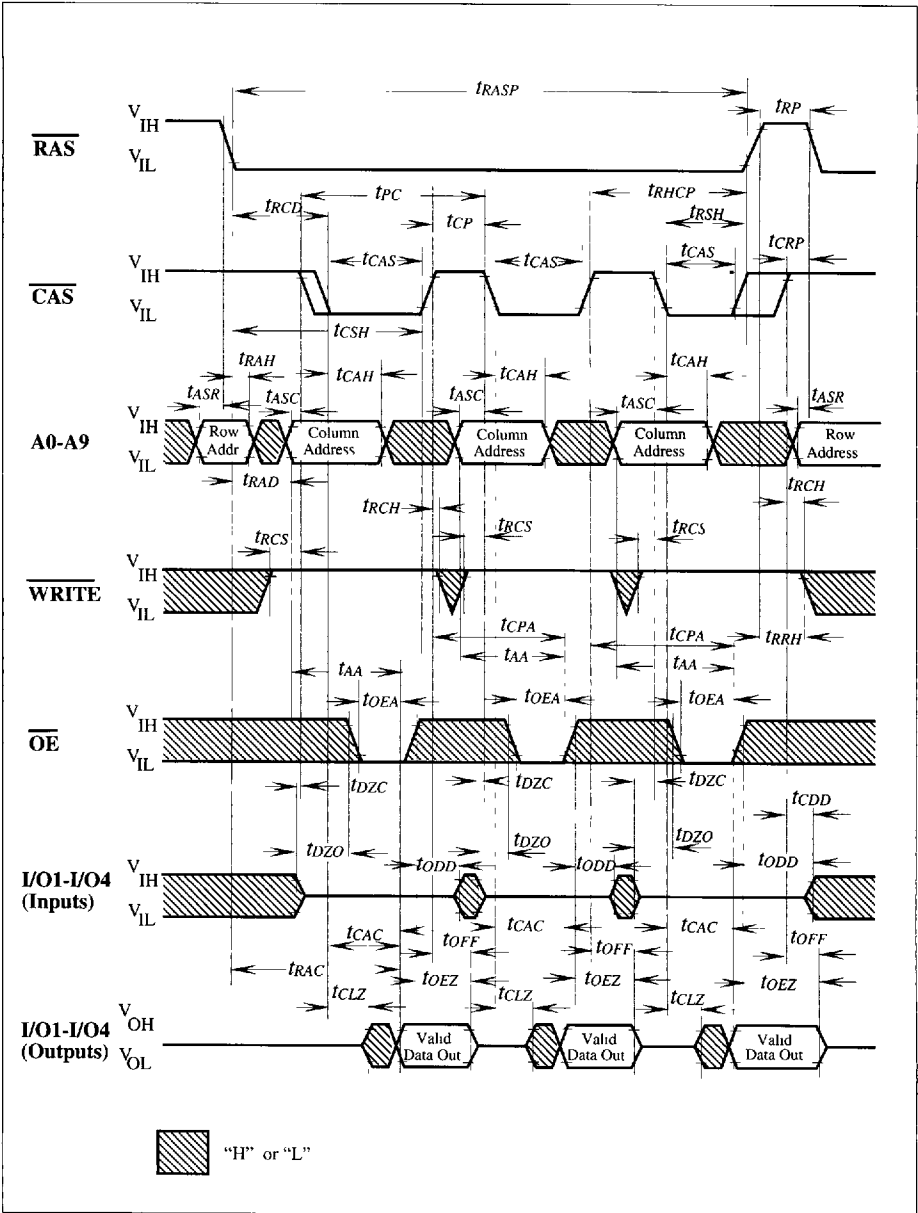 tRASP
tRP
VIH
RAS
VIL
tPC
tRHCP
tRCD
tCP
tRSH
tCRP
tCAS
tCAS
tCAS
VIH
CAS
VIL
tCSH
tRAH
tCAH
tCAH
tCAH
tASR
tASC
tASC
tASC
tASR
VIH
A0-A9
VIL
Row Addr
Column Address
Column Address
Column Address
Row Address
tRAD
tRCH
tRCH
tRCS
tRCS
tRCS
VIH
WRITE
VIL
tCPA
tCPA
tRRH
tAA
tAA
tAA
tOEA
tOEA
tOEA
VIH
OE
VIL
tDZC
tDZC
tDZC
tCDD
tDZO
tDZO
tDZO
tODD
tODD
tODD
VIH
I/O1-I/O4
(Inputs)
VIL
tCAC
tOFF
tCAC
tOFF
tCAC
tOFF
tRAC
tOEZ
tOEZ
tOEZ
tCLZ
tCLZ
tCLZ
VOH
I/O1-I/O4
(Outputs)
VOL
Valid Data Out
Valid Data Out
Valid Data Out
"H" or "L"